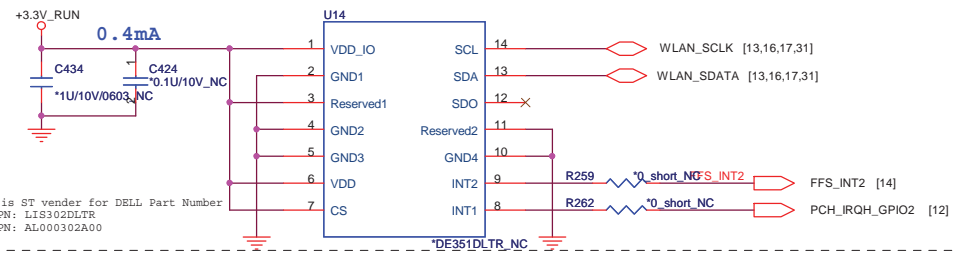 +3.3V_RUN
0.4mA
C434
*1U/10V/0603_NC
1
C424
*0.1U/10V_NC
2
U14
1 VDD_IO
2 GND1
3 Reserved1
4 GND2
5 GND3
6 VDD
7 CS
SCL 14
SDA 13
SDO 12
Reserved2 11
GND4 10
INT2 9
INT1 8
*DE351DLTR_NC
WLAN_SCLK [13,16,17,31]
WLAN_SDATA [13,16,17,31]
R259 *0_short_NC FFS_INT2
FFS_INT2 [14]
R262 *0_short_NC
PCH_IRQH_GPIO2 [12]
is ST vender for DELL Part Number
PN: LIS302DLTR
PN: AL000302A00